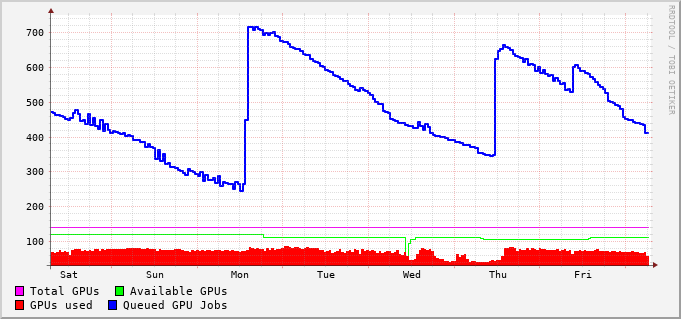 RRDTOOL / TOBI OETIKER
700
600
500
400
300
200
100
Sat Sun Mon Tue Wed Thu Fri
Total GPUs Available GPUs
GPUs used Queued GPU Jobs